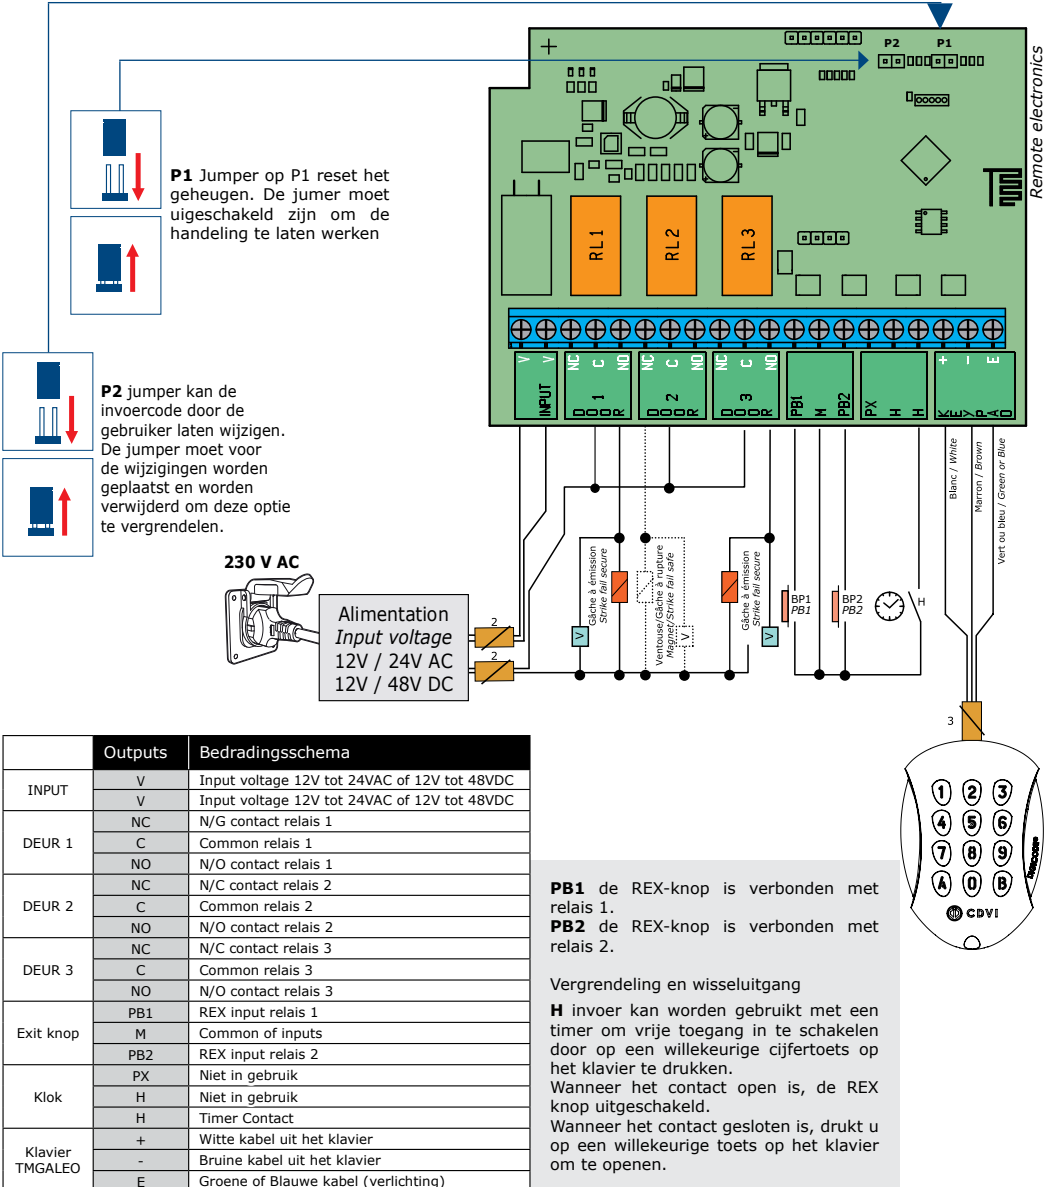 P2
P1
Remote electronics
P1 Jumper op P1 reset het
geheugen. De jumer moet
uigeschakeld zijn om de
handeling te laten werken
RL1
RL2
RL3
P2 jumper kan de
invoercode door de
gebruiker laten wijzigen.
De jumper moet voor
de wijzigingen worden
geplaatst en worden
verwijderd om deze optie
te vergrendelen.
V
V
INPUT
NC
C
NO
DOOR 1
NC
C
NO
DOOR 2
NC
C
NO
DOOR 3
PB1
M
PB2
PX
H
H
+
-
E
KEYPAD
Blanc / White
Marron / Brown
Vert ou bleu / Green or Blue
230 V AC
Alimentation
Input voltage
12V / 24V AC
12V / 48V DC
2
2
Gâche à émission
Strike fail secure
V
Ventouse/Gâche à rupture
Magnet/Strike fail safe
V
Gâche à émission
Strike fail secure
V
BP1
PB1
BP2
PB2
H
3
1 2 3
4 5 6
7 8 9
A 0 B
DIGICODE®
CDVI
Outputs Bedradingsschema
INPUT V Input voltage 12V tot 24VAC of 12V tot 48VDC
V Input voltage 12V tot 24VAC of 12V tot 48VDC
DEUR 1 NC N/G contact relais 1
C Common relais 1
NO N/O contact relais 1
DEUR 2 NC N/C contact relais 2
C Common relais 2
NO N/O contact relais 2
DEUR 3 NC N/C contact relais 3
C Common relais 3
NO N/O contact relais 3
Exit knop PB1 REX input relais 1
M Common of inputs
PB2 REX input relais 2
Klok PX Niet in gebruik
H Niet in gebruik
H Timer Contact
Klavier
TMGALEO + Witte kabel uit het klavier
- Bruine kabel uit het klavier
E Groene of Blauwe kabel (verlichting)
PB1 de REX-knop is verbonden met
relais 1.
PB2 de REX-knop is verbonden met
relais 2.
Vergrendeling en wisseluitgang
H invoer kan worden gebruikt met een
timer om vrije toegang in te schakelen
door op een willekeurige cijfertoets op
het klavier te drukken.
Wanneer het contact open is, de REX
knop uitgeschakeld.
Wanneer het contact gesloten is, drukt u
op een willekeurige toets op het klavier
om te openen.